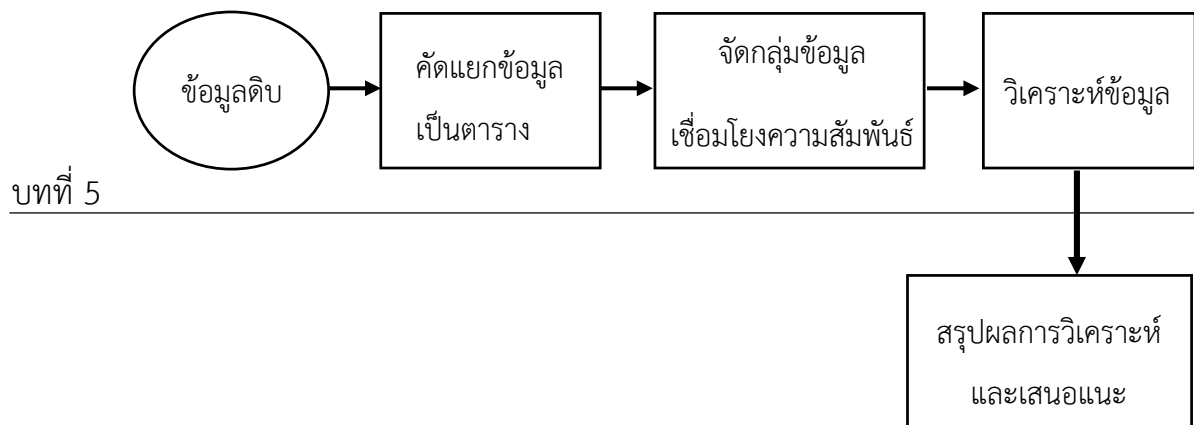 ข้อมูลดิบ
คัดแยกข้อมูล
เป็นตาราง
จัดกลุ่มข้อมูล
เชื่อมโยงความสัมพันธ์
วิเคราะห์ข้อมูล
บทที่ 5
สรุปผลการวิเคราะห์
และเสนอแนะ